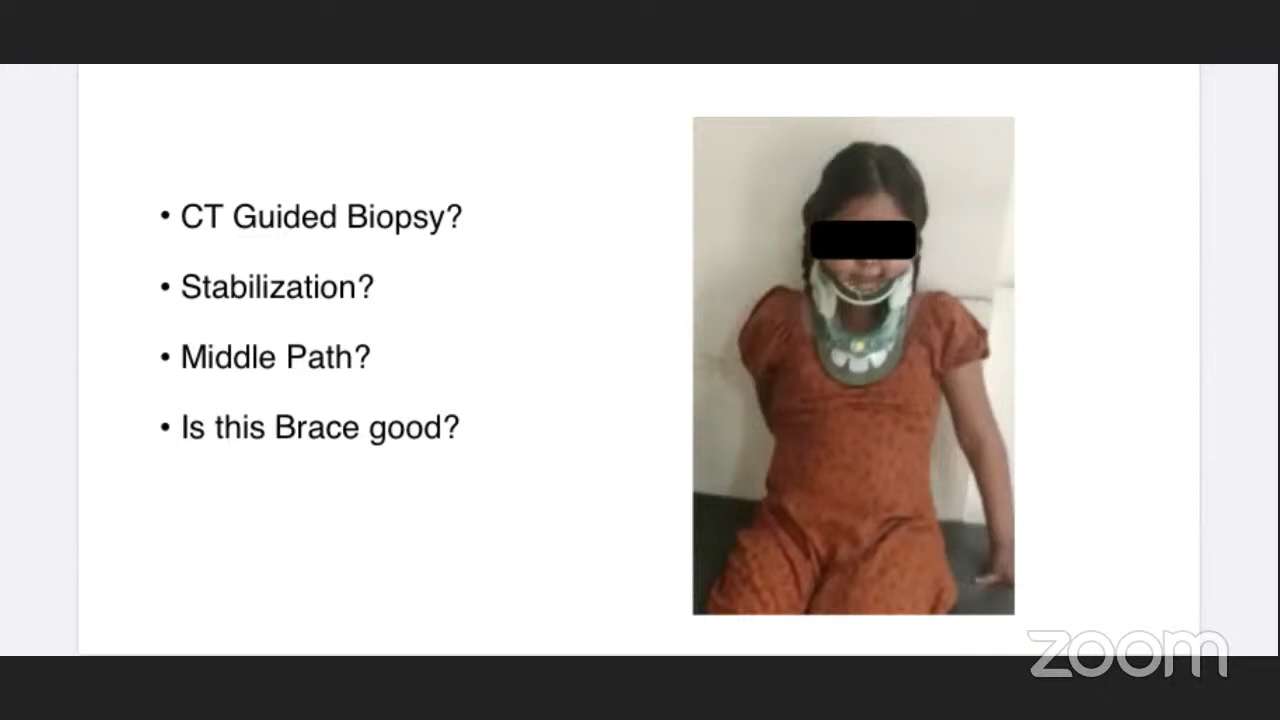 • CT Guided Biopsy?
• Stabilization?
• Middle Path?
• Is this Brace good?
zoom